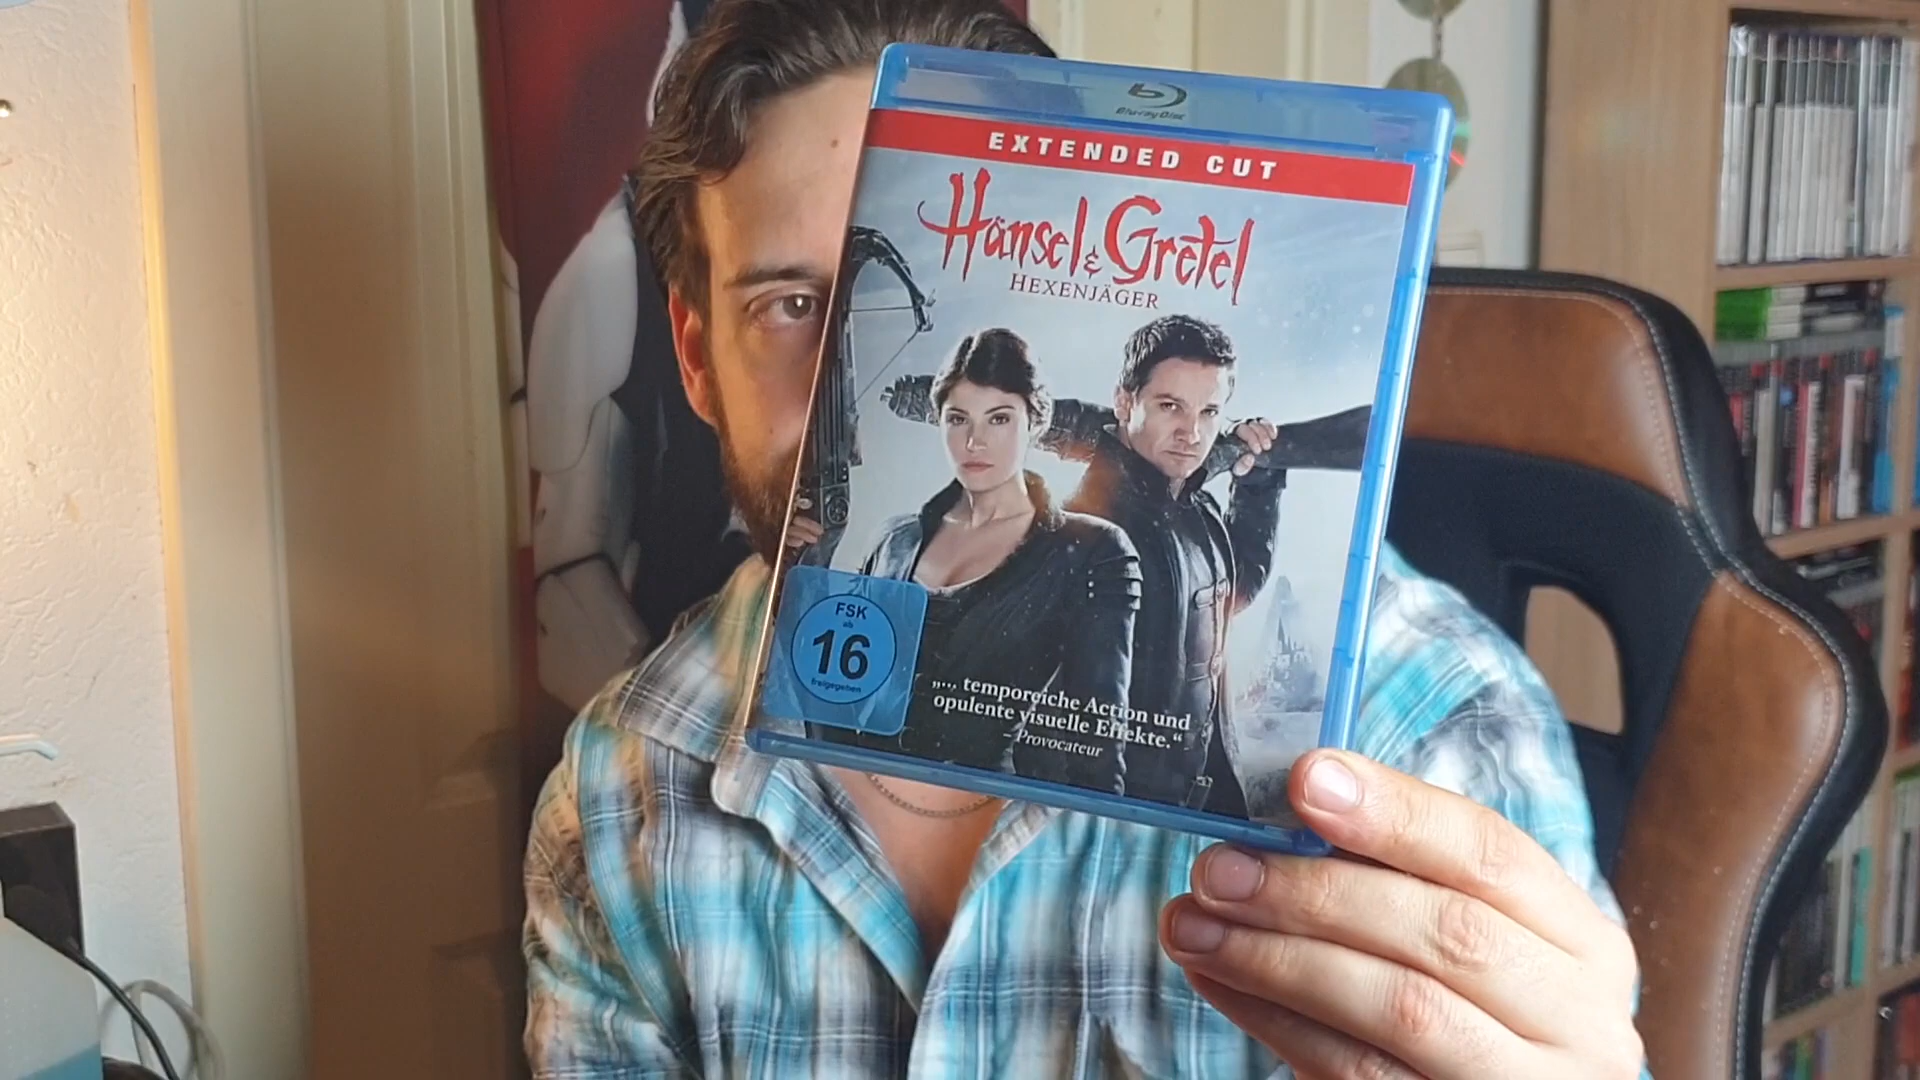 Blu-ray Disc
EXTENDED CUT
Hänsel & Gretel
HEXENJÄGER
FSK
ab
16
freigegeben
„... temporeiche Action und
opulente visuelle Effekte.“
– Provocateur